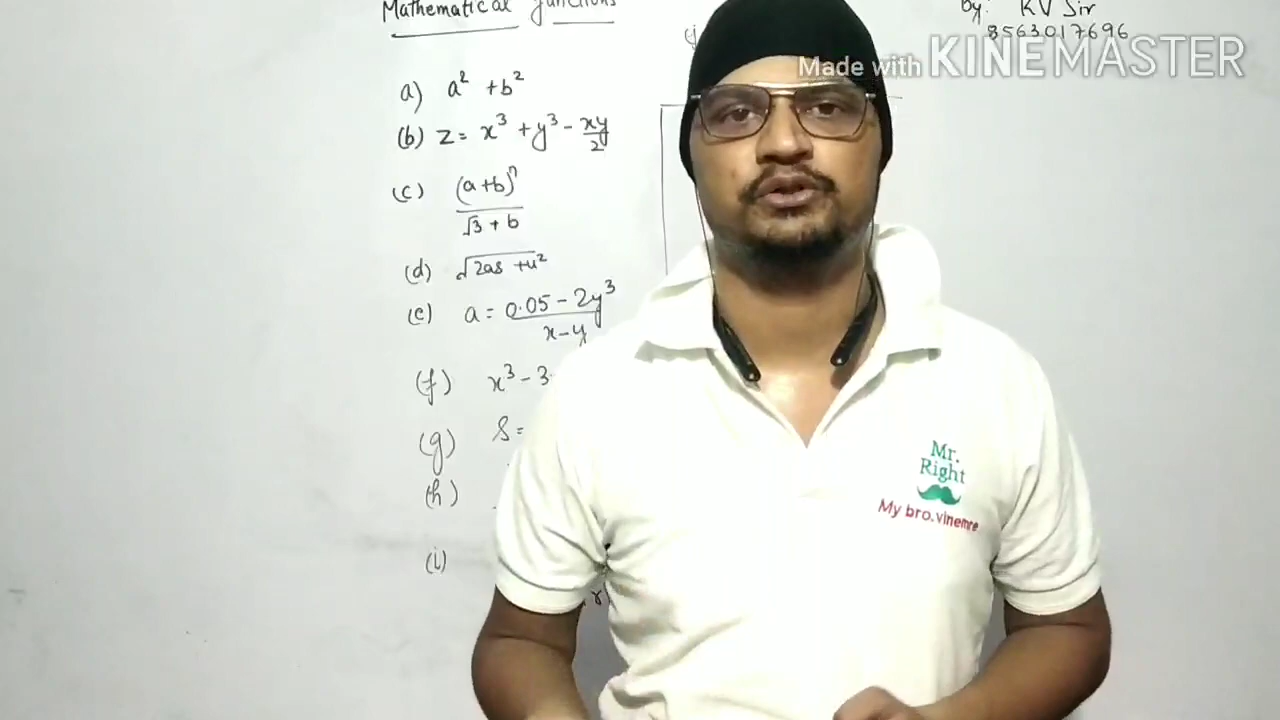 Mathematical functions
By: KV Sir
8563017696
Made with KINEMASTER
a) a² + b²
(b) z = x³ + y³ - xy/2
(c) (a+b)ⁿ / √3 + b
(d) √2as + u²
(e) a = 0.05 - 2y³ / x-y
(f) x³ - 3
(g) S =
(h)
(i)
Mr.
Right
My bro.vinemre